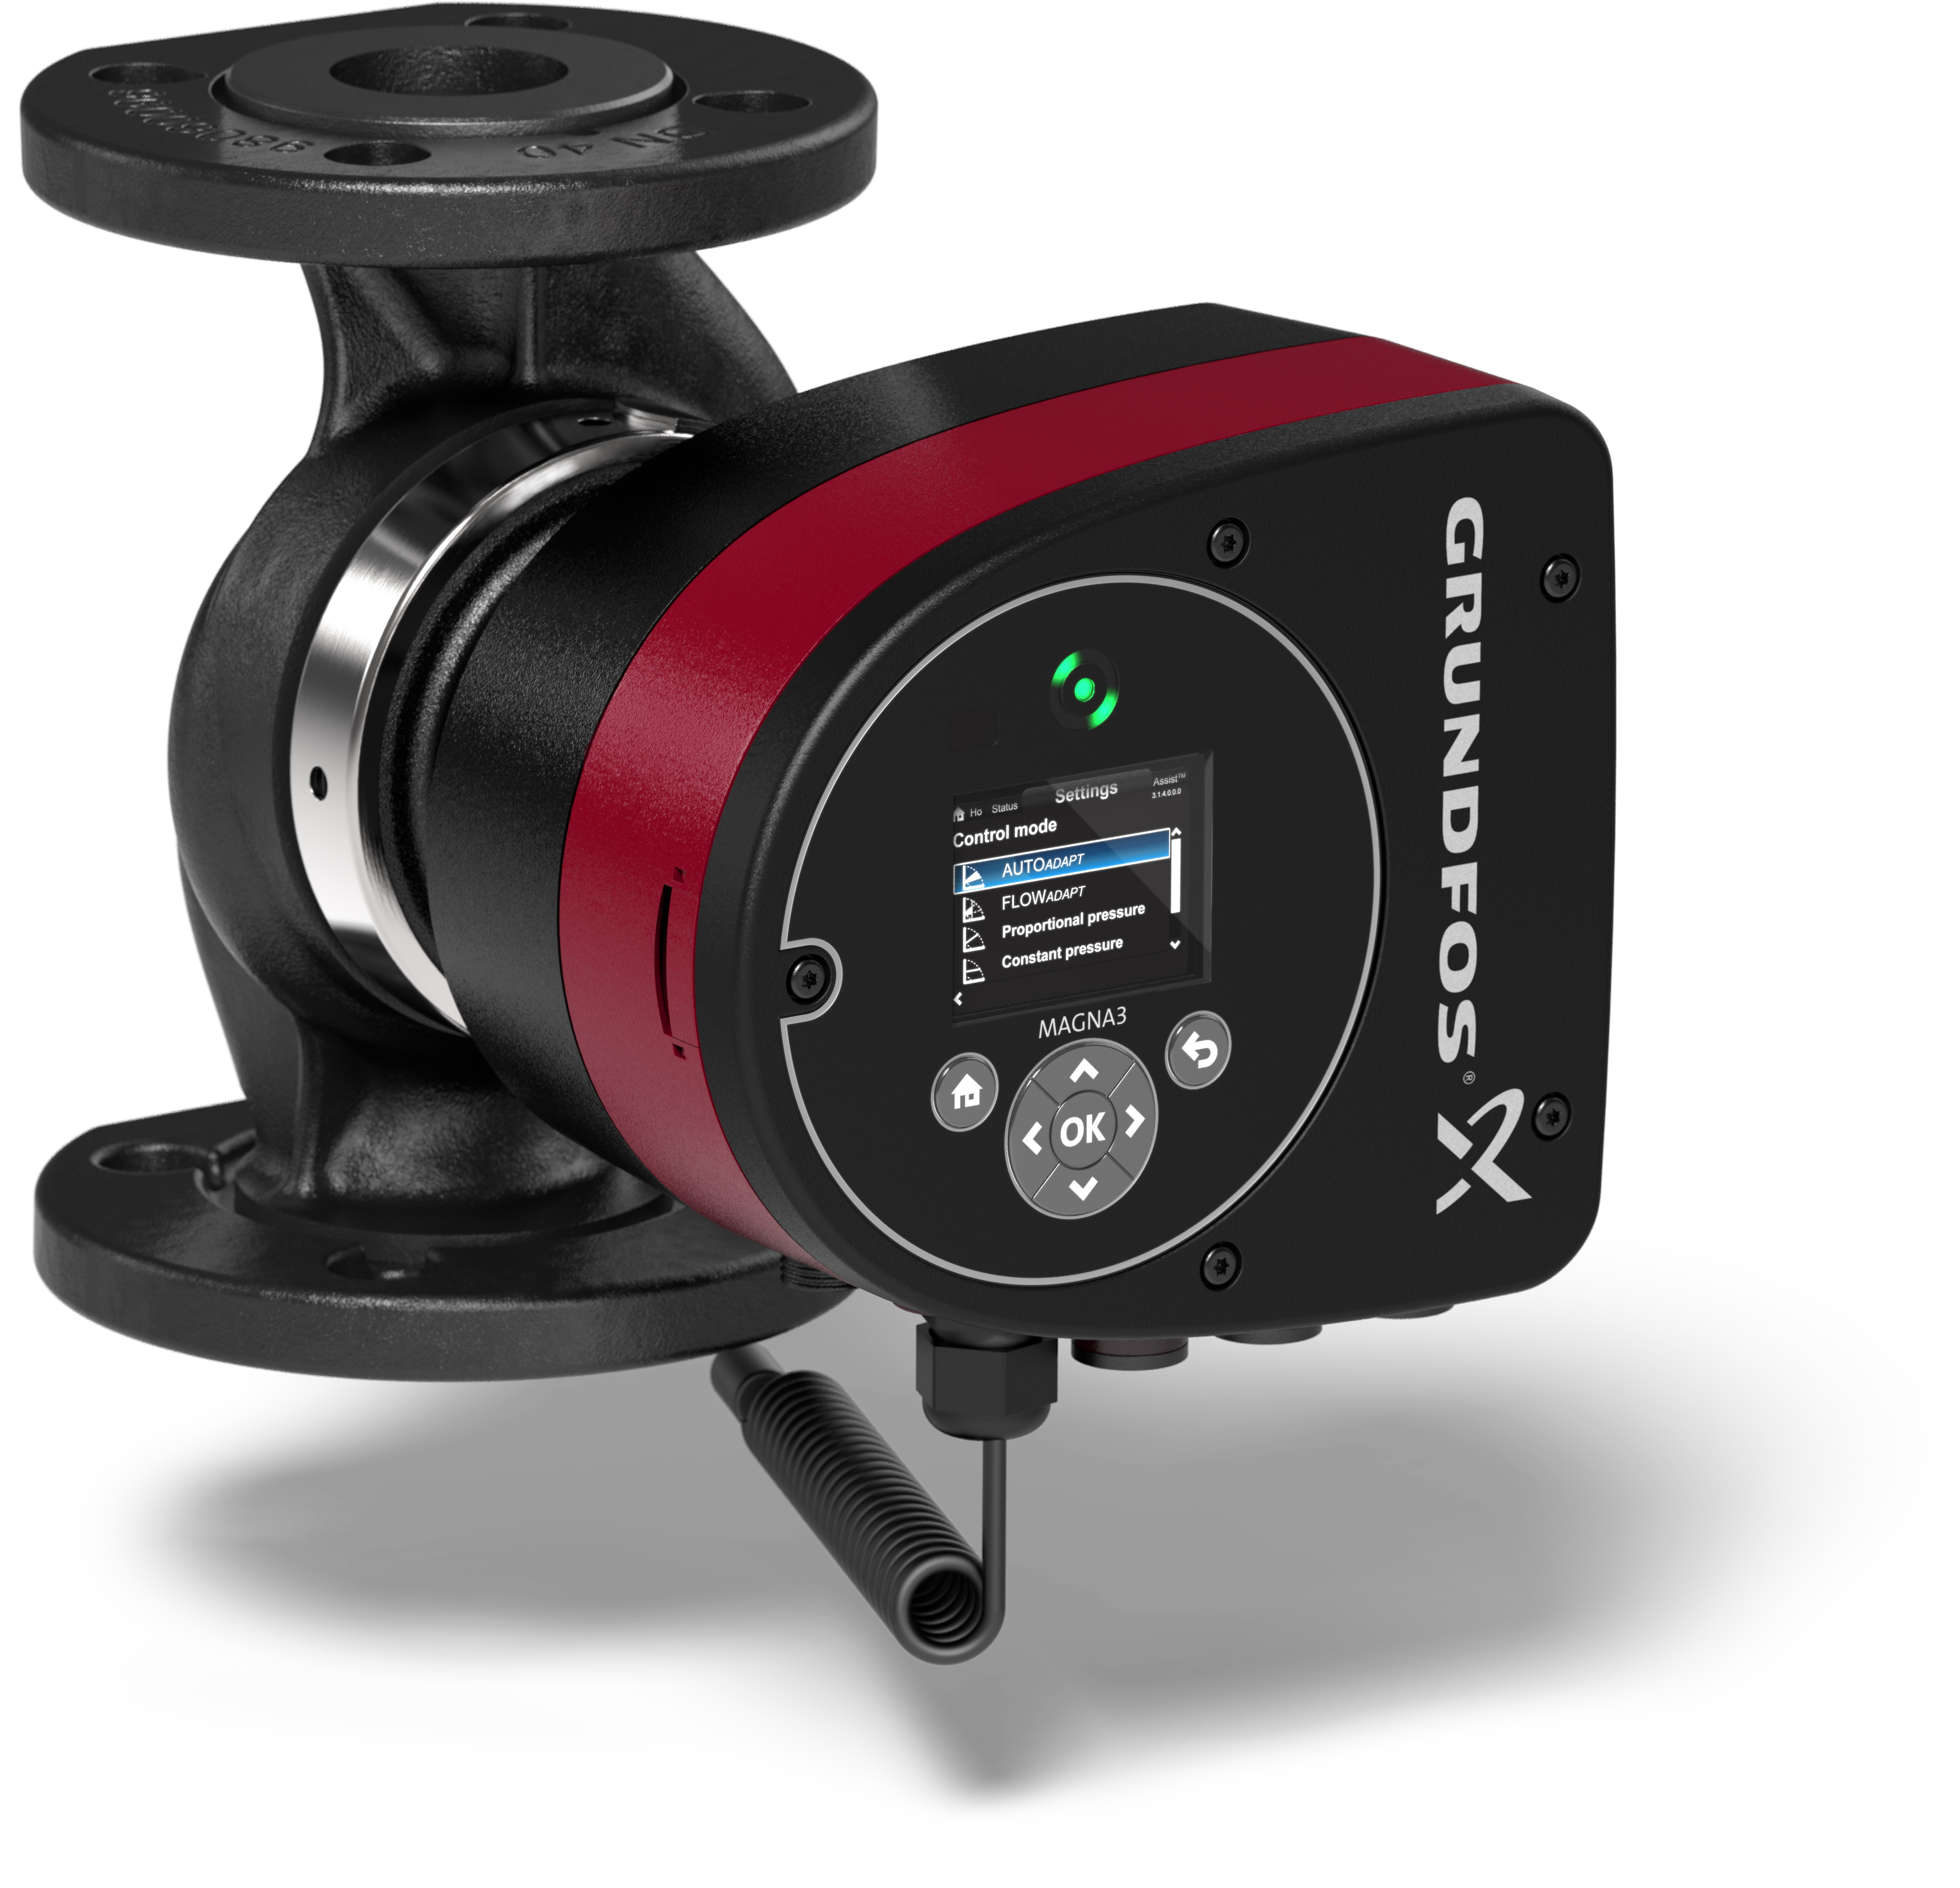 DN 40
GRUNDFOS®
Ho Status Settings Assist™
3.1.4.0.0.0
Control mode
AUTOADAPT
FLOWADAPT
Proportional pressure
Constant pressure
MAGNA3
OK